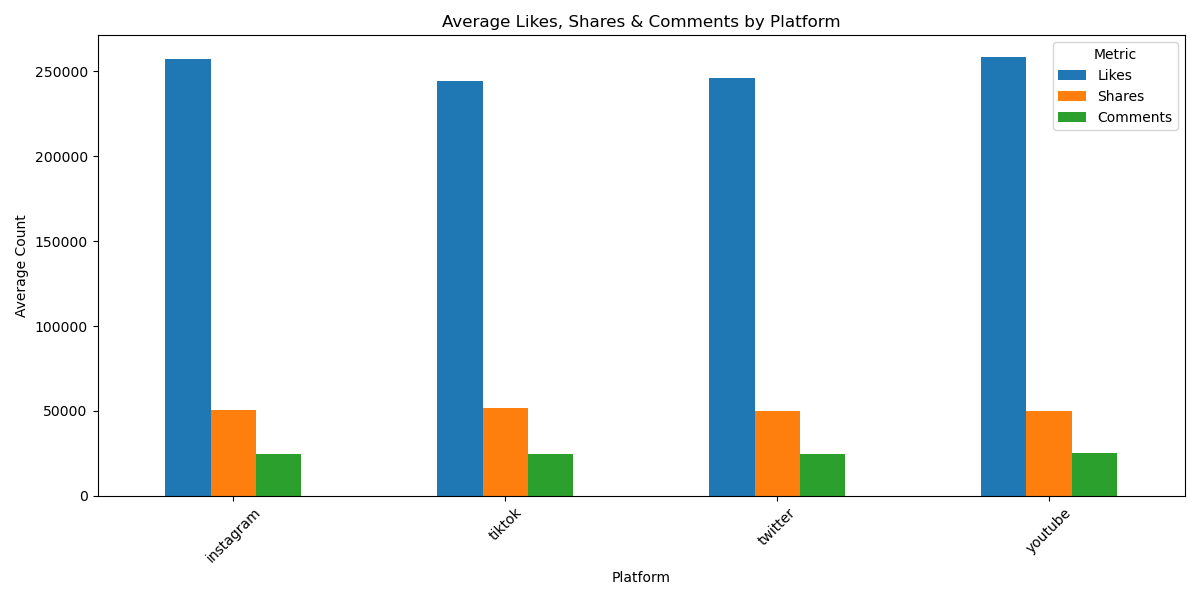 Average Likes, Shares & Comments by Platform
Metric
Likes
Shares
Comments
Average Count
250000
200000
150000
100000
50000
0
instagram
tiktok
twitter
youtube
Platform